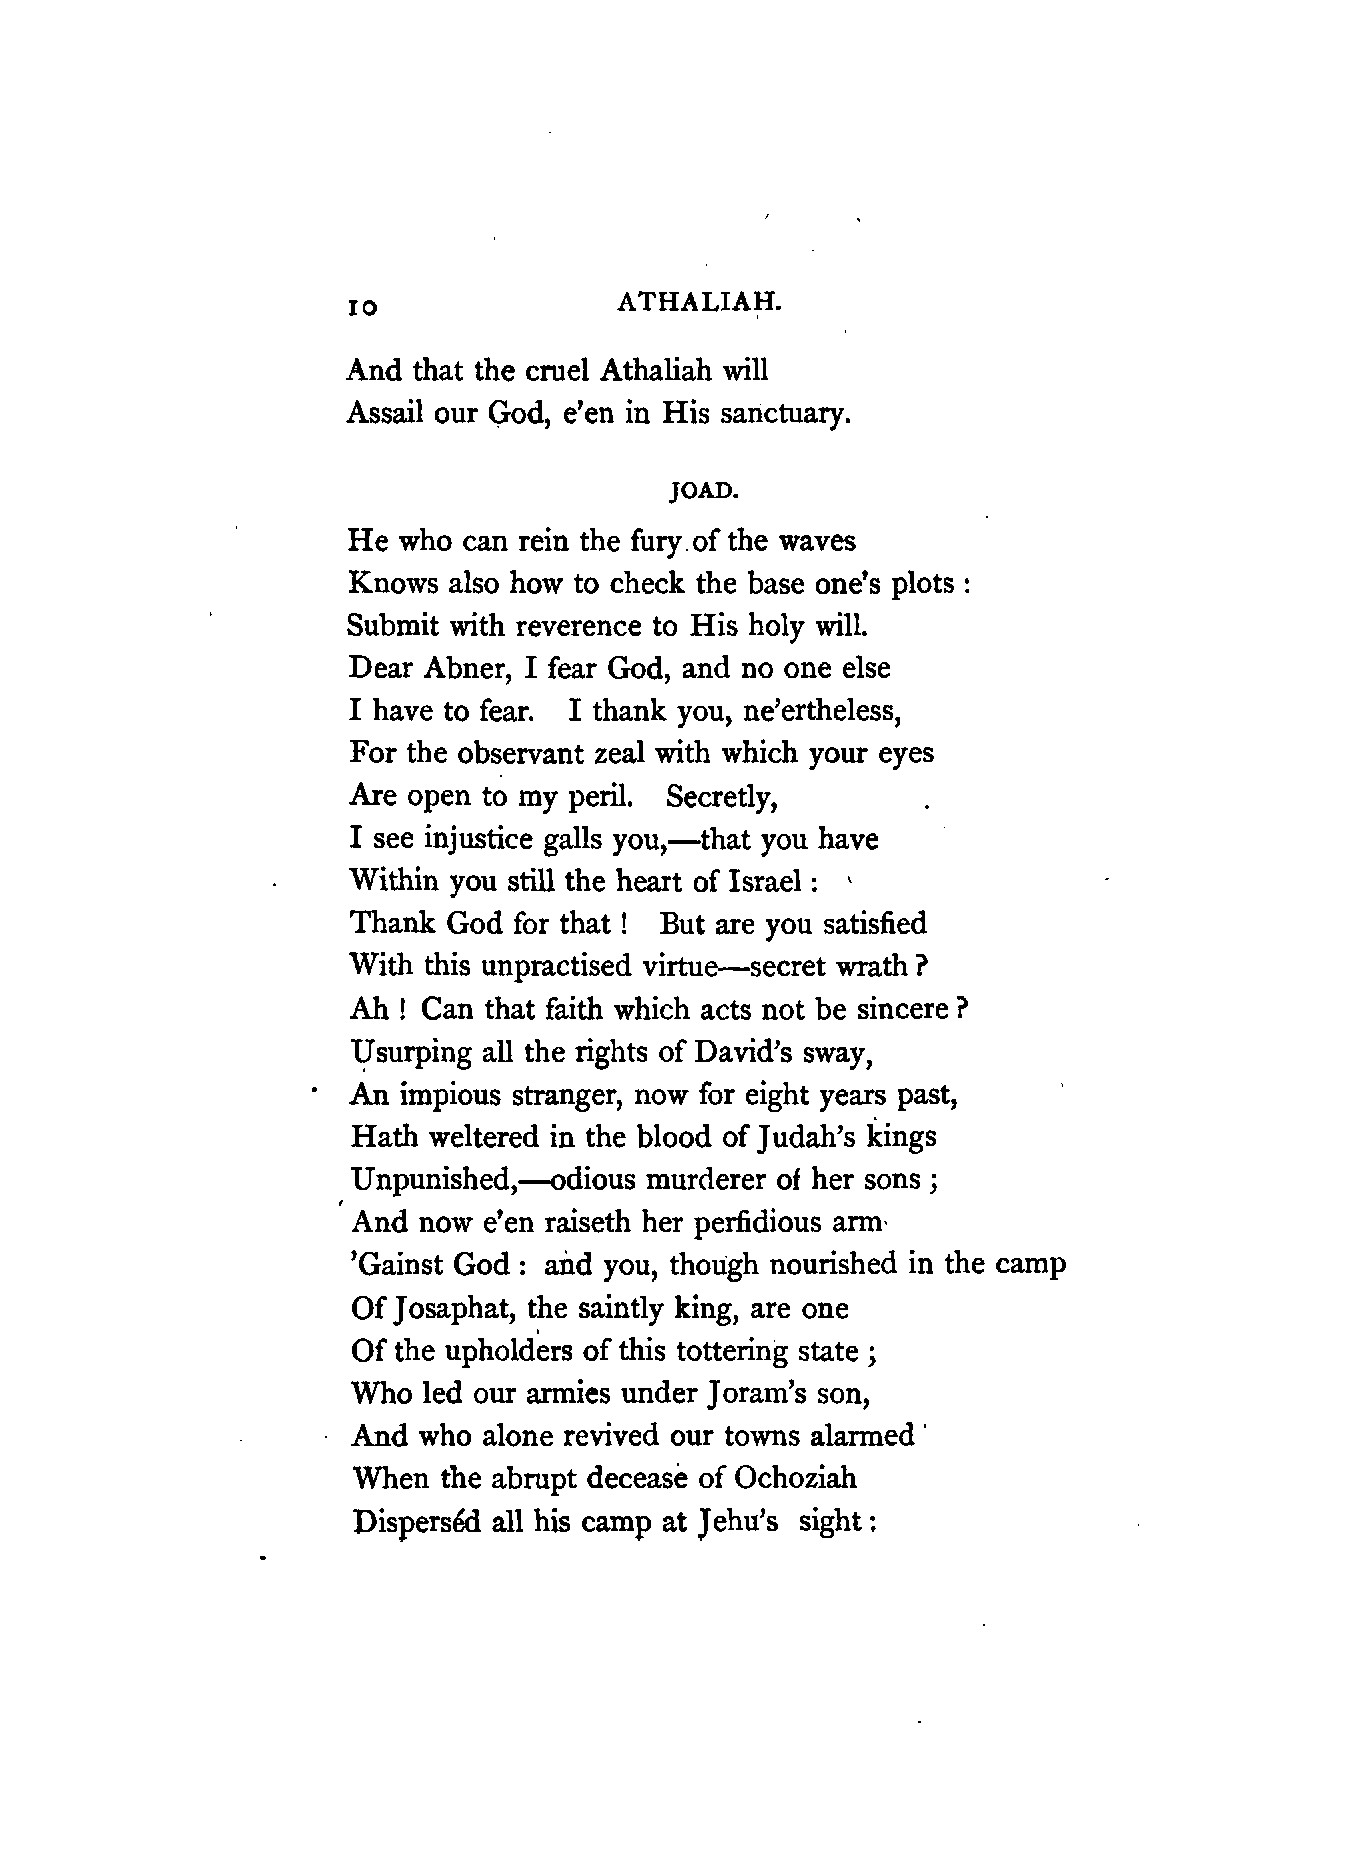 10 ATHALIAH.
And that the cruel Athaliah will
Assail our God, e'en in His sanctuary.
JOAD.
He who can rein the fury of the waves
Knows also how to check the base one's plots :
Submit with reverence to His holy will.
Dear Abner, I fear God, and no one else
I have to fear. I thank you, ne'ertheless,
For the observant zeal with which your eyes
Are open to my peril. Secretly,
I see injustice galls you,—that you have
Within you still the heart of Israel :
Thank God for that ! But are you satisfied
With this unpractised virtue—secret wrath ?
Ah ! Can that faith which acts not be sincere ?
Usurping all the rights of David's sway,
An impious stranger, now for eight years past,
Hath weltered in the blood of Judah's kings
Unpunished,—odious murderer of her sons ;
And now e'en raiseth her perfidious arm
'Gainst God : and you, though nourished in the camp
Of Josaphat, the saintly king, are one
Of the upholders of this tottering state ;
Who led our armies under Joram's son,
And who alone revived our towns alarmed
When the abrupt decease of Ochoziah
Disperséd all his camp at Jehu's sight :